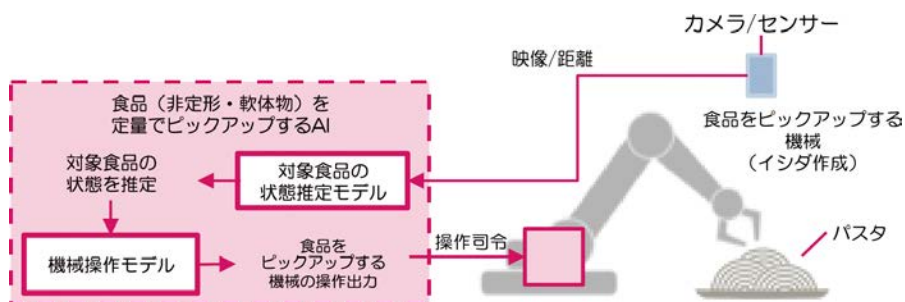 カメラ/センサー
映像/距離
食品（非定形・軟体物）を
定量でピックアップするAI
食品をピックアップする
機械
（イシダ作成）
対象食品の
状態を推定
対象食品の
状態推定モデル
機械操作モデル
食品を
ピックアップする
機械の操作出力
操作司令
パスタ